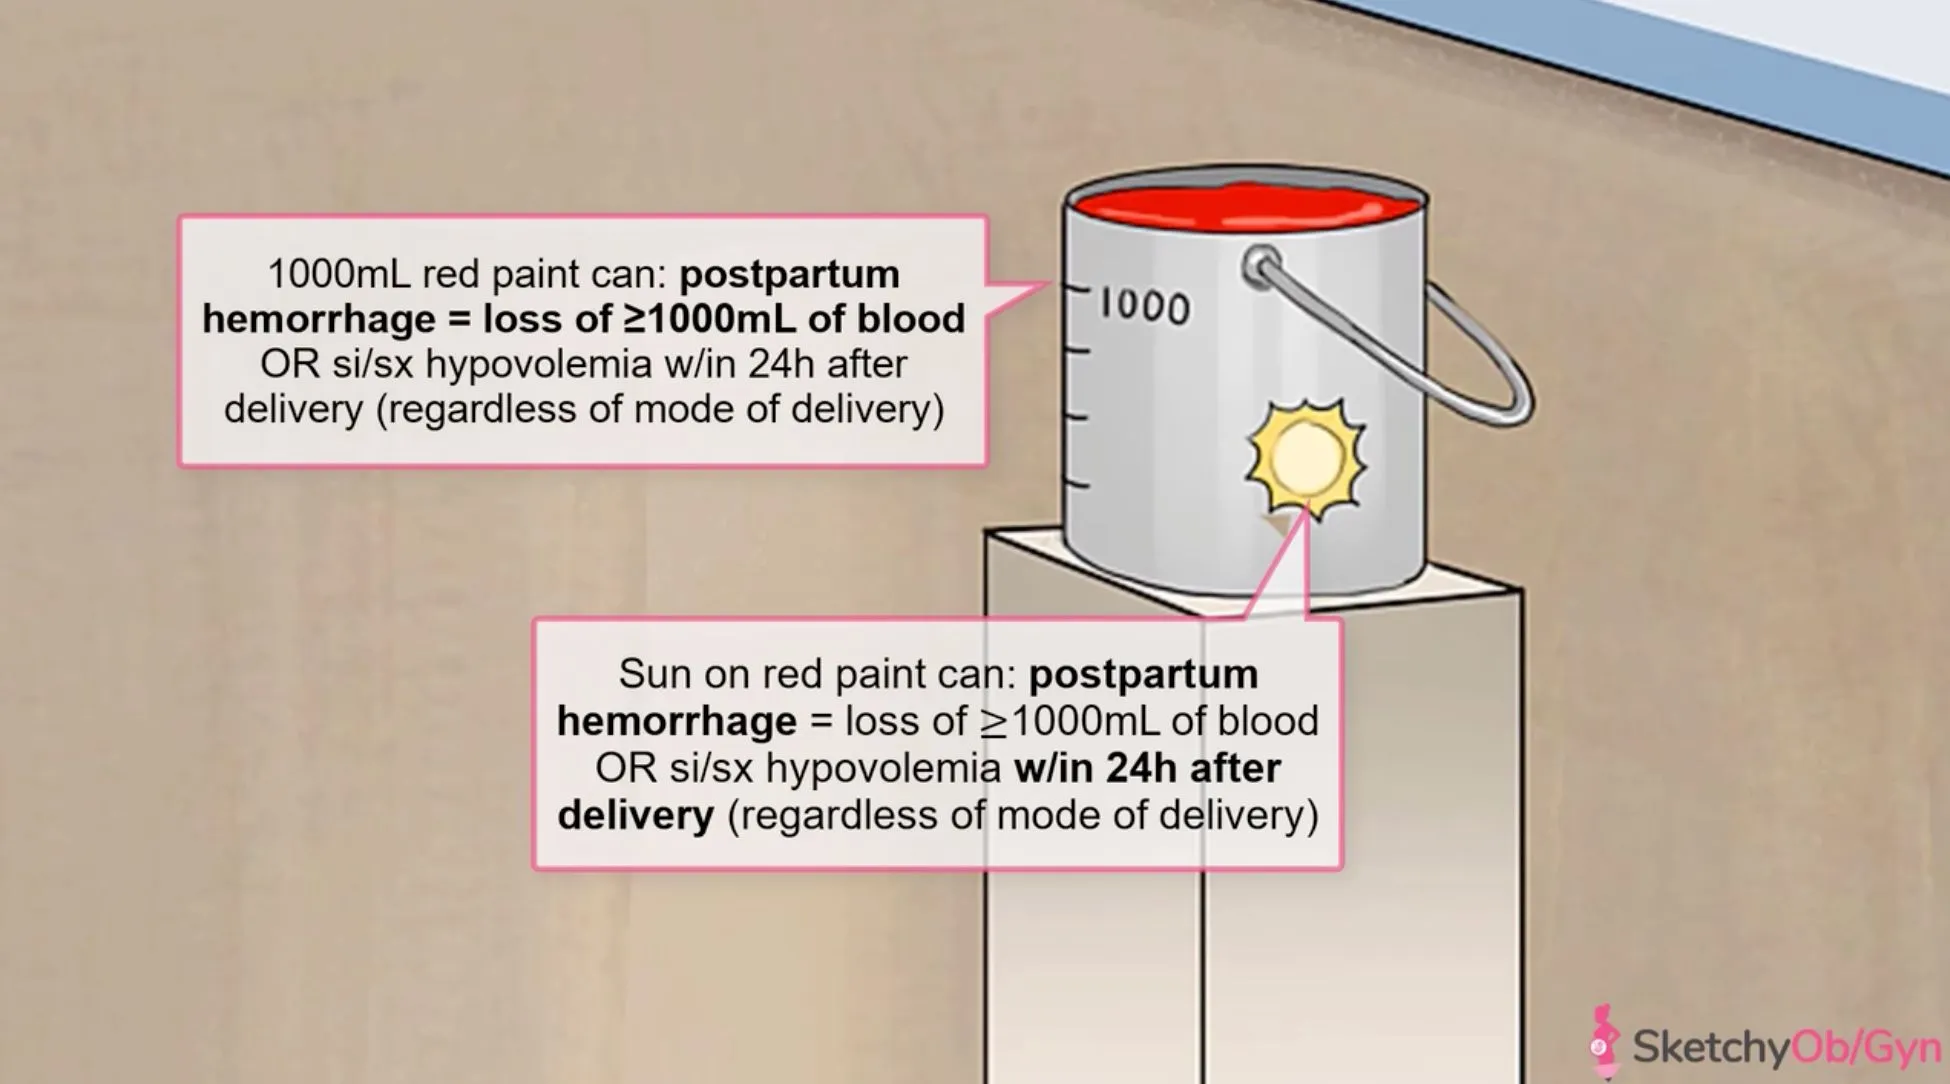 1000mL red paint can: postpartum
hemorrhage = loss of ≥1000mL of blood
OR si/sx hypovolemia w/in 24h after
delivery (regardless of mode of delivery)
1000
Sun on red paint can: postpartum
hemorrhage = loss of ≥1000mL of blood
OR si/sx hypovolemia w/in 24h after
delivery (regardless of mode of delivery)
SketchyOb/Gyn